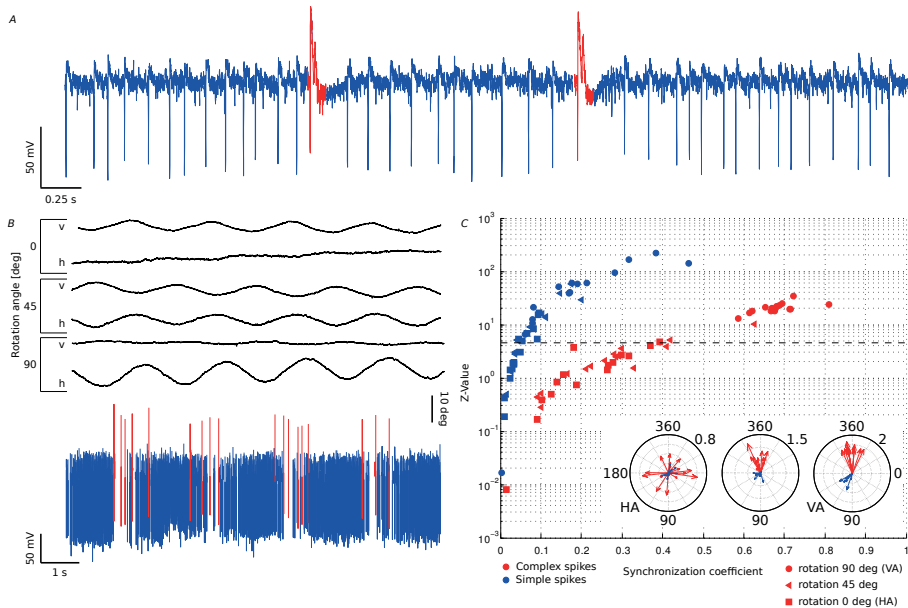 A
50 mV
0.25 s
B
Rotation angle [deg]
0
v
h
45
v
h
90
v
h
10 deg
50 mV
1 s
C
Z-Value
10³
10²
10¹
10⁰
10⁻¹
10⁻²
10⁻³
0
0.1
0.2
0.3
0.4
0.5
0.6
0.7
0.8
0.9
1
Synchronization coefficient
360
0.8
180
HA
90
360
1.5
90
360
2
0
VA
90
Complex spikes
Simple spikes
rotation 90 deg (VA)
rotation 45 deg
rotation 0 deg (HA)